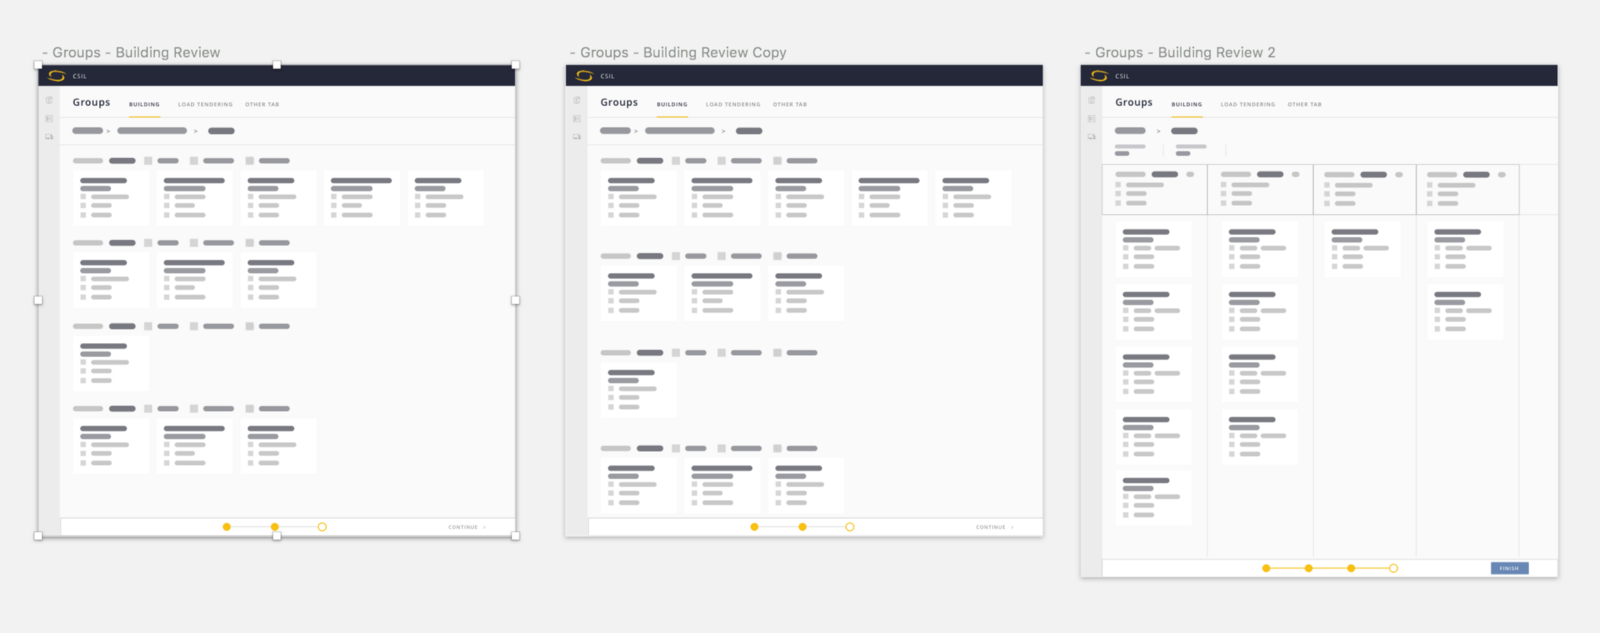 - Groups - Building Review
CSIL
Groups BUILDING LOAD TENDERING OTHER TAB
>
>
CONTINUE >
- Groups - Building Review Copy
CSIL
Groups BUILDING LOAD TENDERING OTHER TAB
>
>
CONTINUE >
- Groups - Building Review 2
CSIL
Groups BUILDING LOAD TENDERING OTHER TAB
>
FINISH